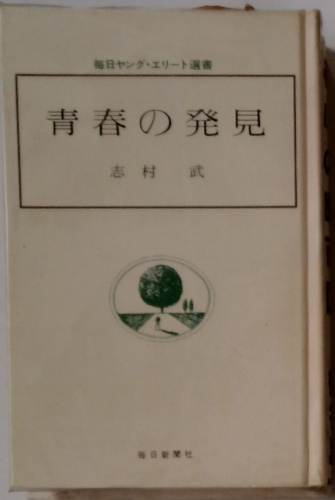 毎日ヤング・エリート選書
青春の発見
志村 武
毎日新聞社